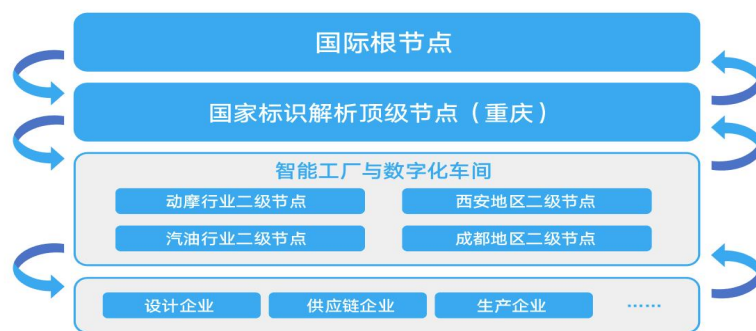 国际根节点
国家标识解析顶级节点（重庆）
智能工厂与数字化车间
动摩行业二级节点 西安地区二级节点
汽油行业二级节点 成都地区二级节点
设计企业 供应链企业 生产企业 ……